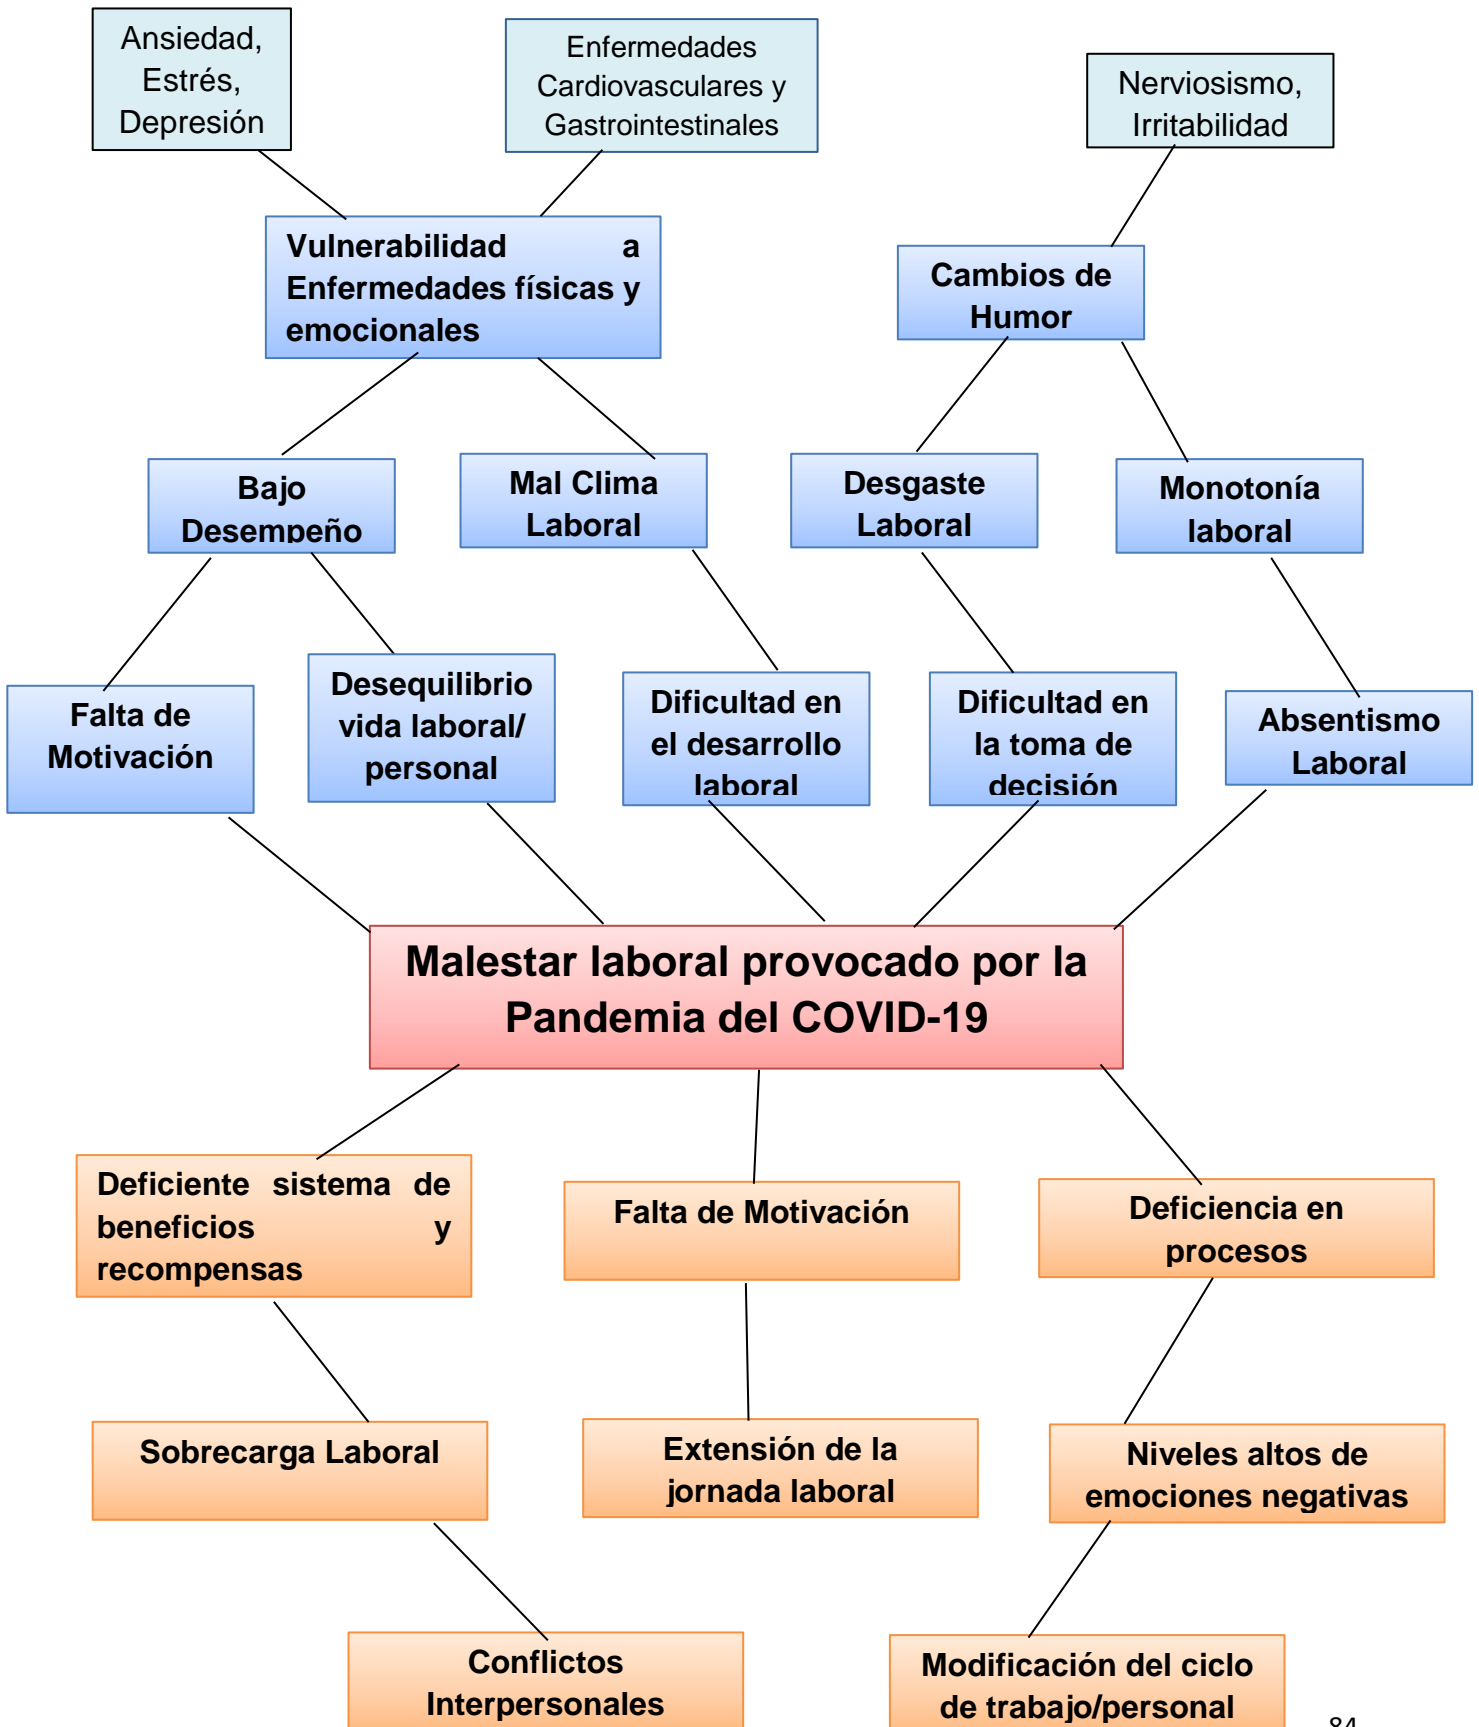 Ansiedad,
Estrés,
Depresión
Enfermedades
Cardiovasculares y
Gastrointestinales
Nerviosismo,
Irritabilidad
Vulnerabilidad a
Enfermedades físicas y
emocionales
Cambios de
Humor
Bajo
Desempeño
Mal Clima
Laboral
Desgaste
Laboral
Monotonía
laboral
Falta de
Motivación
Desequilibrio
vida laboral/
personal
Dificultad en
el desarrollo
laboral
Dificultad en
la toma de
decisión
Absentismo
Laboral
Malestar laboral provocado por la
Pandemia del COVID-19
Deficiente sistema de
beneficios y
recompensas
Falta de Motivación
Deficiencia en
procesos
Sobrecarga Laboral
Extensión de la
jornada laboral
Niveles altos de
emociones negativas
Conflictos
Interpersonales
Modificación del ciclo
de trabajo/personal
84